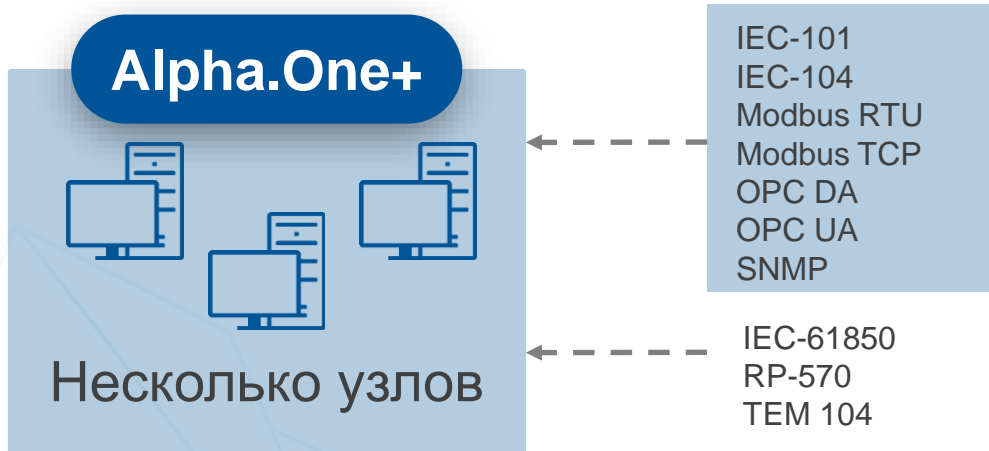 Alpha.One+
Несколько узлов
IEC-101
IEC-104
Modbus RTU
Modbus TCP
OPC DA
OPC UA
SNMP
IEC-61850
RP-570
TEM 104